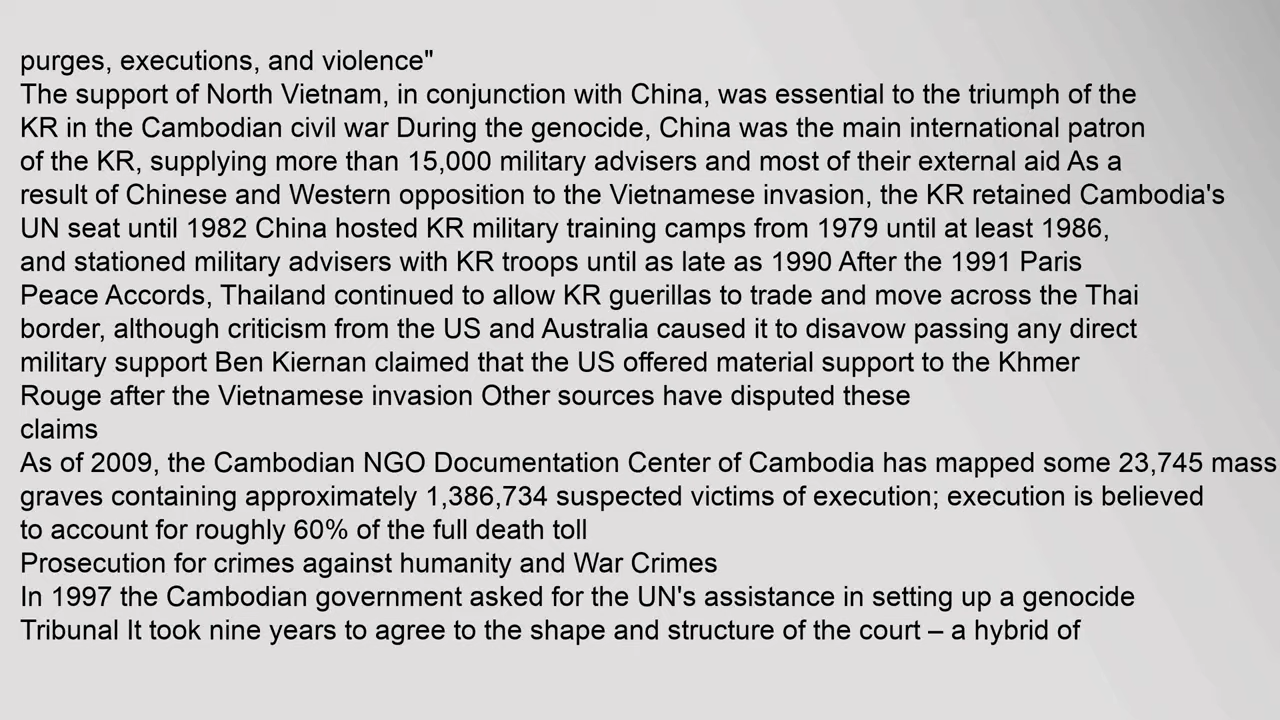 purges, executions, and violence"
The support of North Vietnam, in conjunction with China, was essential to the triumph of the
KR in the Cambodian civil war During the genocide, China was the main international patron
of the KR, supplying more than 15,000 military advisers and most of their external aid As a
result of Chinese and Western opposition to the Vietnamese invasion, the KR retained Cambodia's
UN seat until 1982 China hosted KR military training camps from 1979 until at least 1986,
and stationed military advisers with KR troops until as late as 1990 After the 1991 Paris
Peace Accords, Thailand continued to allow KR guerillas to trade and move across the Thai
border, although criticism from the US and Australia caused it to disavow passing any direct
military support Ben Kiernan claimed that the US offered material support to the Khmer
Rouge after the Vietnamese invasion Other sources have disputed these
claims
As of 2009, the Cambodian NGO Documentation Center of Cambodia has mapped some 23,745 mass
graves containing approximately 1,386,734 suspected victims of execution; execution is believed
to account for roughly 60% of the full death toll
Prosecution for crimes against humanity and War Crimes
In 1997 the Cambodian government asked for the UN's assistance in setting up a genocide
Tribunal It took nine years to agree to the shape and structure of the court – a hybrid of